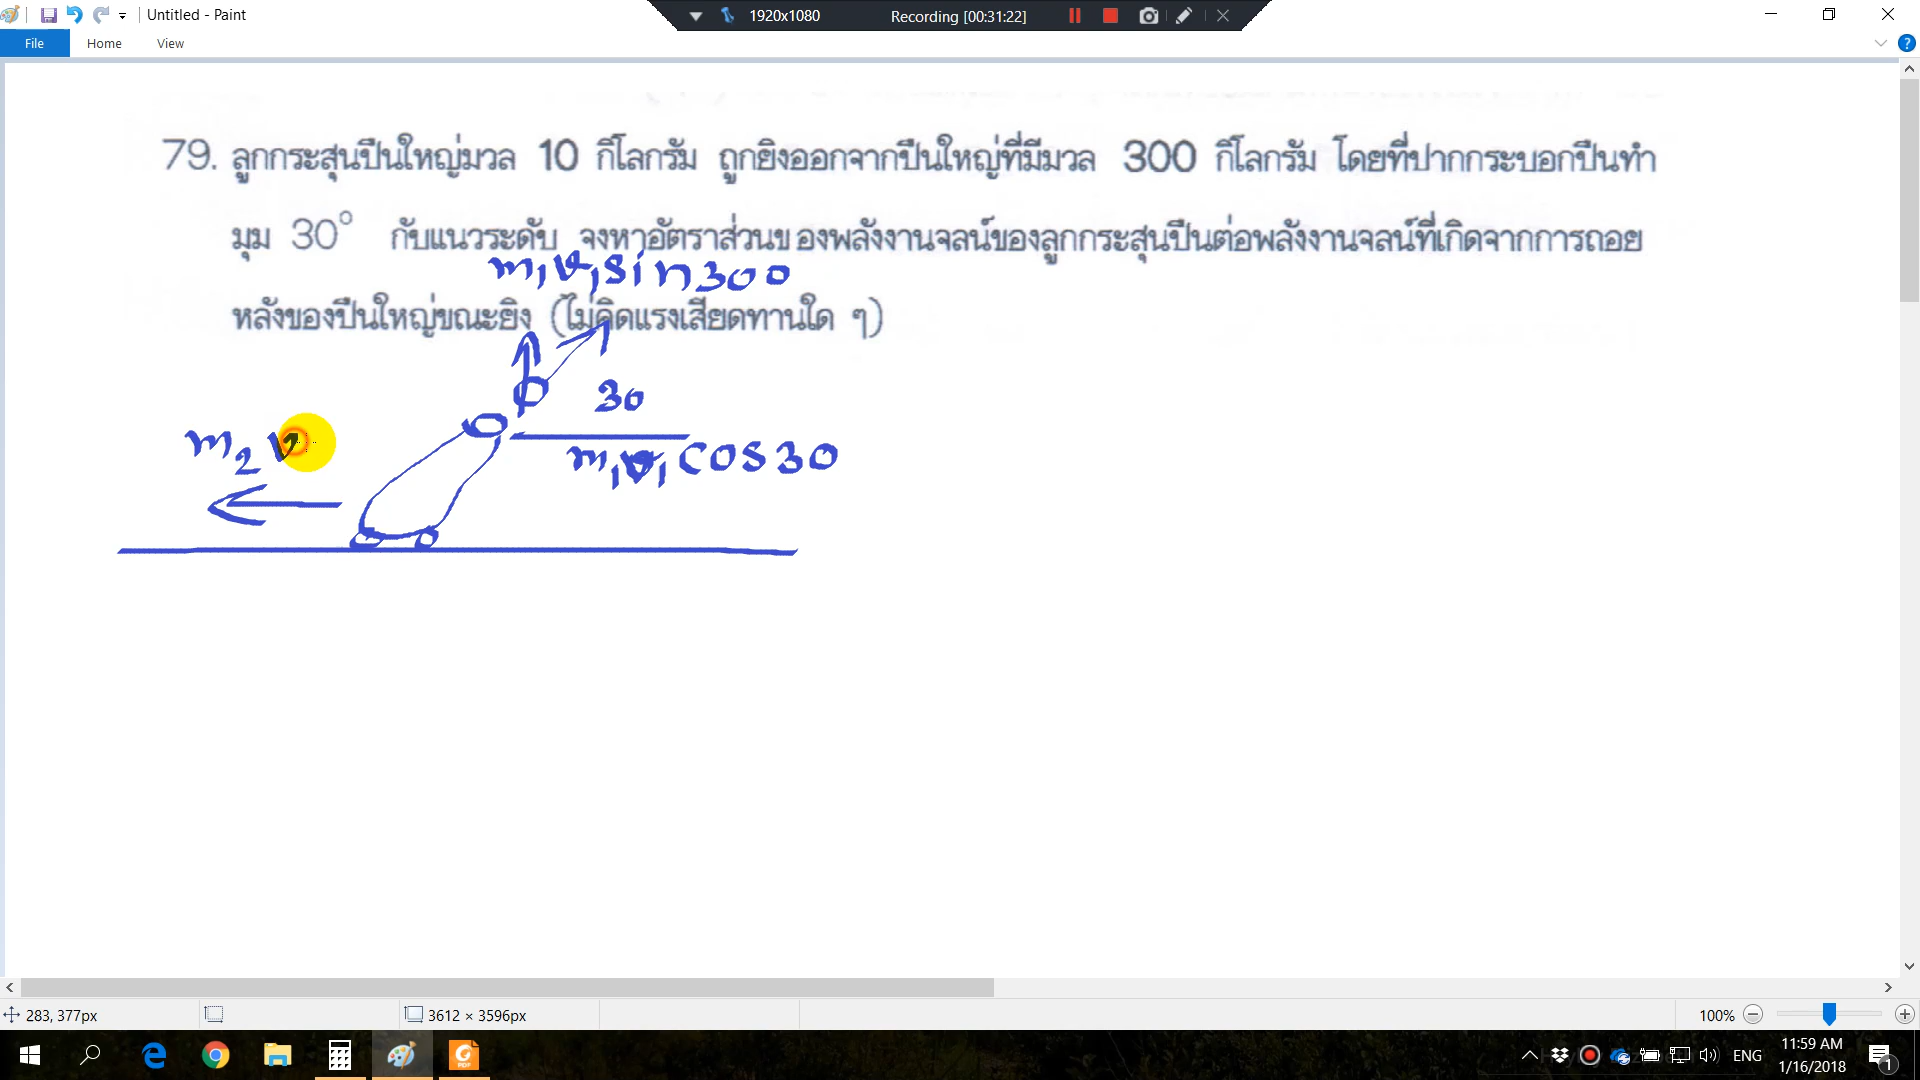 Untitled - Paint
1920x1080
Recording [00:31:22]
File
Home
View
79. ลูกกระสุนปืนใหญ่มวล 10 กิโลกรัม ถูกยิงออกจากปืนใหญ่ที่มีมวล 300 กิโลกรัม โดยที่ปากกระบอกปืนทำ
มุม 30° กับแนวระดับ จงหาอัตราส่วนของพลังงานจลน์ของลูกกระสุนปืนต่อพลังงานจลน์ที่เกิดจากการถอย
m₁v₁sin300
หลังของปืนใหญ่ขณะยิง (ไม่คิดแรงเสียดทานใด ๆ)
30
m₂v
m₁v₁cos30
283, 377px
3612 × 3596px
100%
ENG
11:59 AM
1/16/2018
1